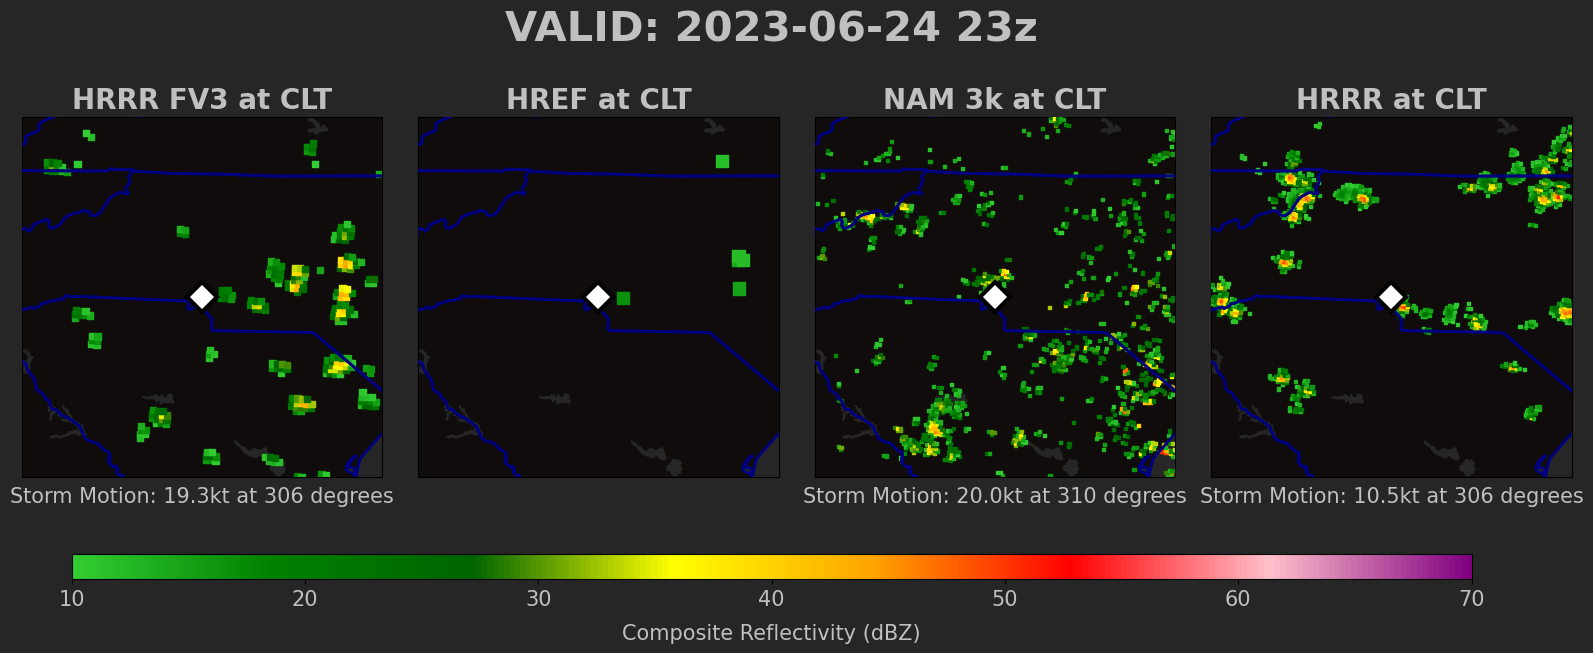 VALID: 2023-06-24 23z
HRRR FV3 at CLT
HREF at CLT
NAM 3k at CLT
HRRR at CLT
Storm Motion: 19.3kt at 306 degrees
Storm Motion: 20.0kt at 310 degrees
Storm Motion: 10.5kt at 306 degrees
10 20 30 40 50 60 70
Composite Reflectivity (dBZ)